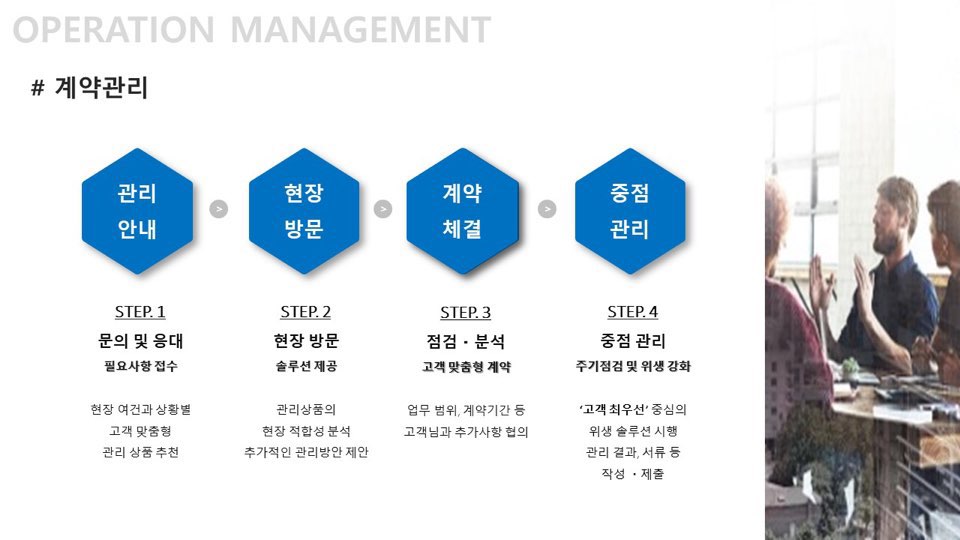 OPERATION MANAGEMENT
# 계약관리
관리
안내
>
현장
방문
>
계약
체결
>
중점
관리
STEP. 1
문의 및 응대
필요사항 접수
현장 여건과 상황별
고객 맞춤형
관리 상품 추천
STEP. 2
현장 방문
솔루션 제공
관리상품의
현장 적합성 분석
추가적인 관리방안 제안
STEP. 3
점검・분석
고객 맞춤형 계약
업무 범위, 계약기간 등
고객님과 추가사항 협의
STEP. 4
중점 관리
주기점검 및 위생 강화
‘고객 최우선’ 중심의
위생 솔루션 시행
관리 결과, 서류 등
작성 ・제출